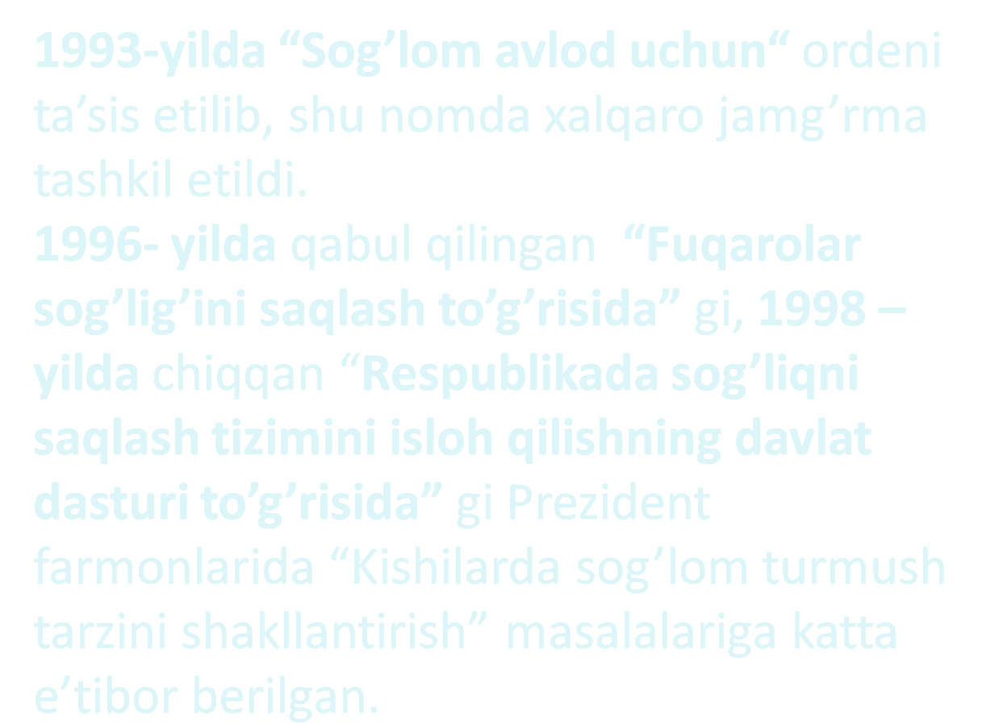 1993-yilda “Sog’lom avlod uchun“ ordeni
ta’sis etilib, shu nomda xalqaro jamg’rma
tashkil etildi.
1996- yilda qabul qilingan  “Fuqarolar
sog’lig’ini saqlash to’g’risida” gi, 1998 –
yilda chiqqan “Respublikada sog’liqni
saqlash tizimini isloh qilishning davlat
dasturi to’g’risida” gi Prezident
farmonlarida “Kishilarda sog’lom turmush
tarzini shakllantirish” masalalariga katta
e’tibor berilgan.